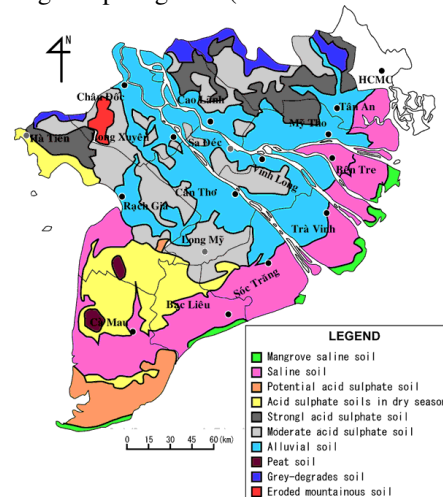 N
HCMC
Châu Đốc
Cao Lãnh
Tân An
Hà Tiên
Long Xuyên
Mỹ Tho
Sa Đéc
Bến Tre
Vĩnh Long
Cần Thơ
Rạch Giá
Trà Vinh
Long Mỹ
Sóc Trăng
Bạc Liêu
Cà Mau
LEGEND
Mangrove saline soil
Saline soil
Potential acid sulphate soil
Acid sulphate soils in dry season
Strongl acid sulphate soil
Moderate acid sulphate soil
Alluvial soil
Peat soil
Grey-degrades soil
Eroded mountainous soil
0 15 30 45 60(km)